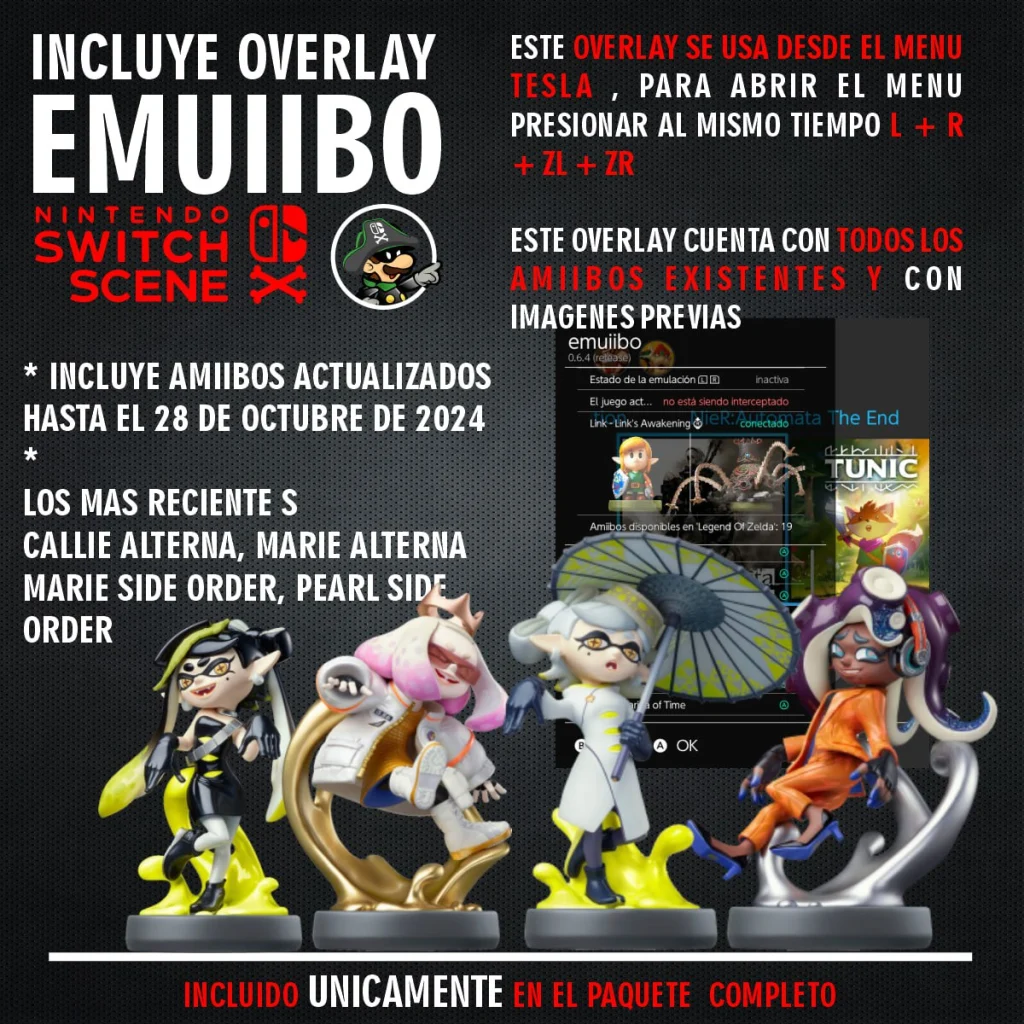 INCLUYE OVERLAY
EMUIIBO
NINTENDO
SWITCH
SCENE
ESTE OVERLAY SE USA DESDE EL MENU
TESLA , PARA ABRIR EL MENU
PRESIONAR AL MISMO TIEMPO L + R
+ ZL + ZR
ESTE OVERLAY CUENTA CON TODOS LOS
AMIIBOS EXISTENTES Y CON
IMAGENES PREVIAS
* INCLUYE AMIIBOS ACTUALIZADOS
HASTA EL 28 DE OCTUBRE DE 2024
*
LOS MAS RECIENTE S
CALLIE ALTERNA, MARIE ALTERNA
MARIE SIDE ORDER, PEARL SIDE
ORDER
emuiibo
0.6.4 (release)
Estado de la emulación L R inactiva
El juego act... no está siendo interceptado
tion NieR:Automata The End
Link - Link's Awakening conectado
TUNIC
Amiibos disponibles en 'Legend Of Zelda': 19
of Time
B A OK
INCLUIDO UNICAMENTE EN EL PAQUETE COMPLETO